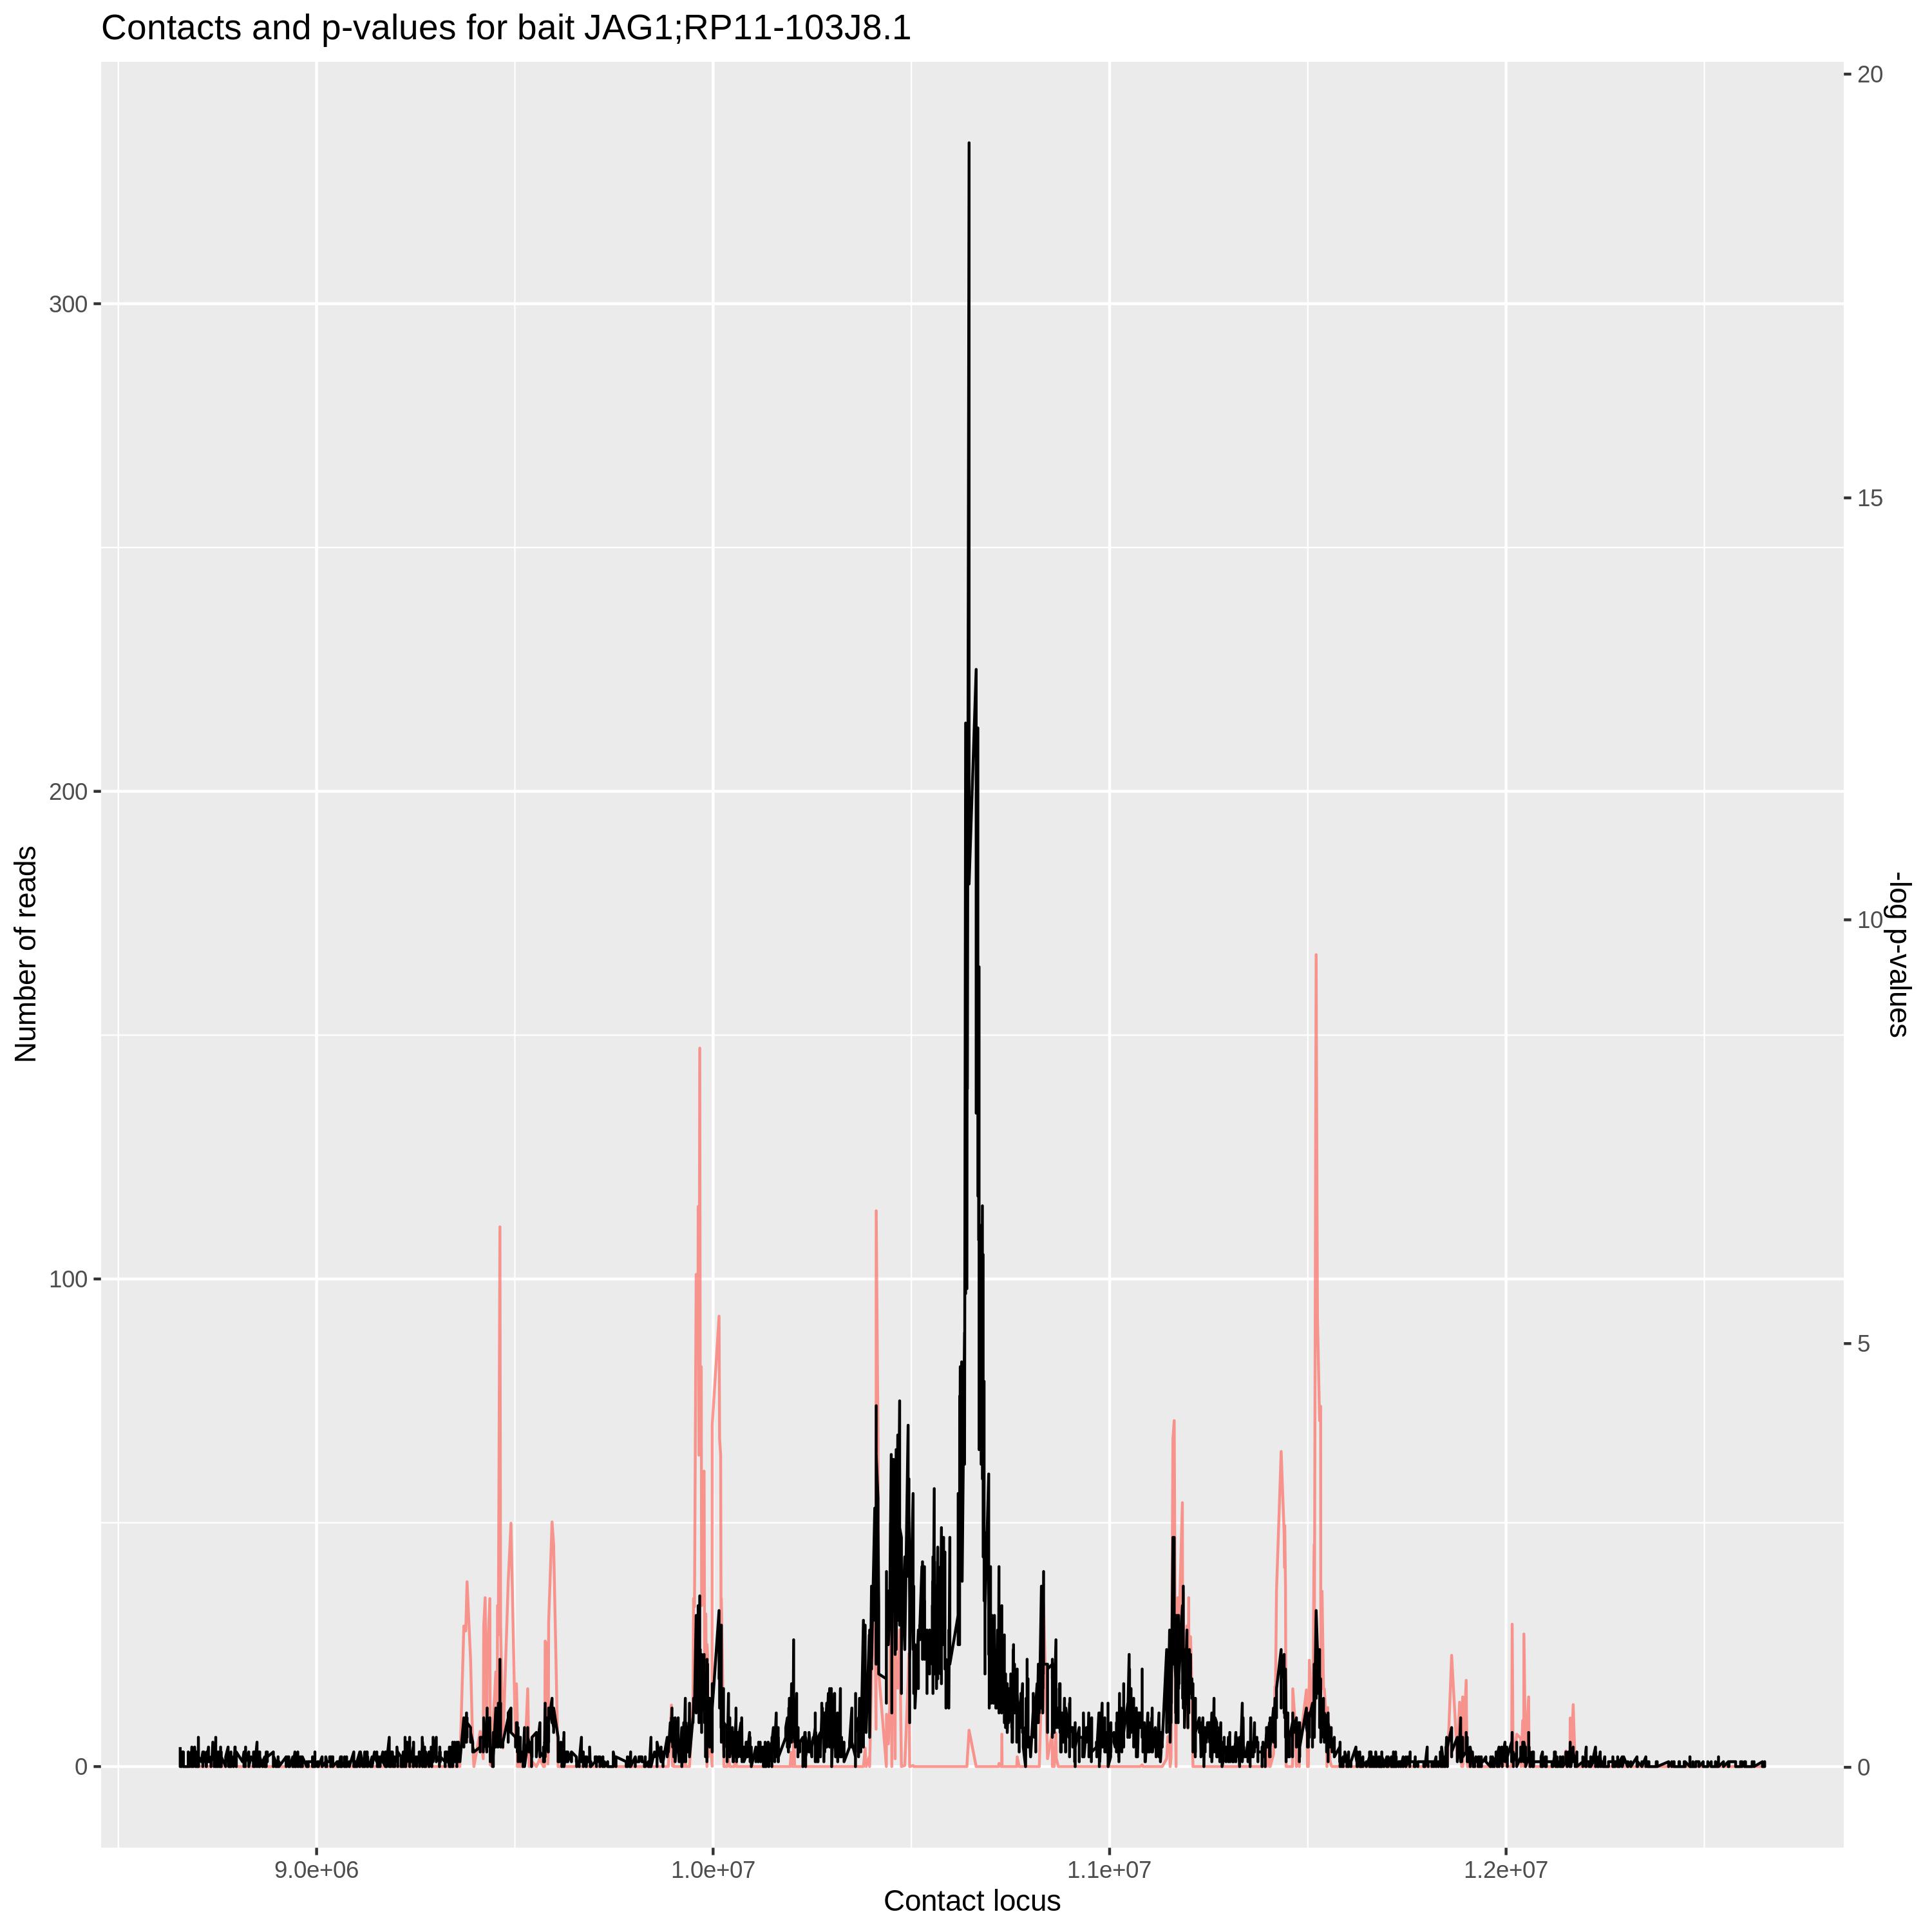 Contacts and p-values for bait JAG1;RP11-103J8.1
20
300
15
200
10
100
5
0
0
Number of reads
-log p-values
9.0e+06
1.0e+07
1.1e+07
1.2e+07
Contact locus